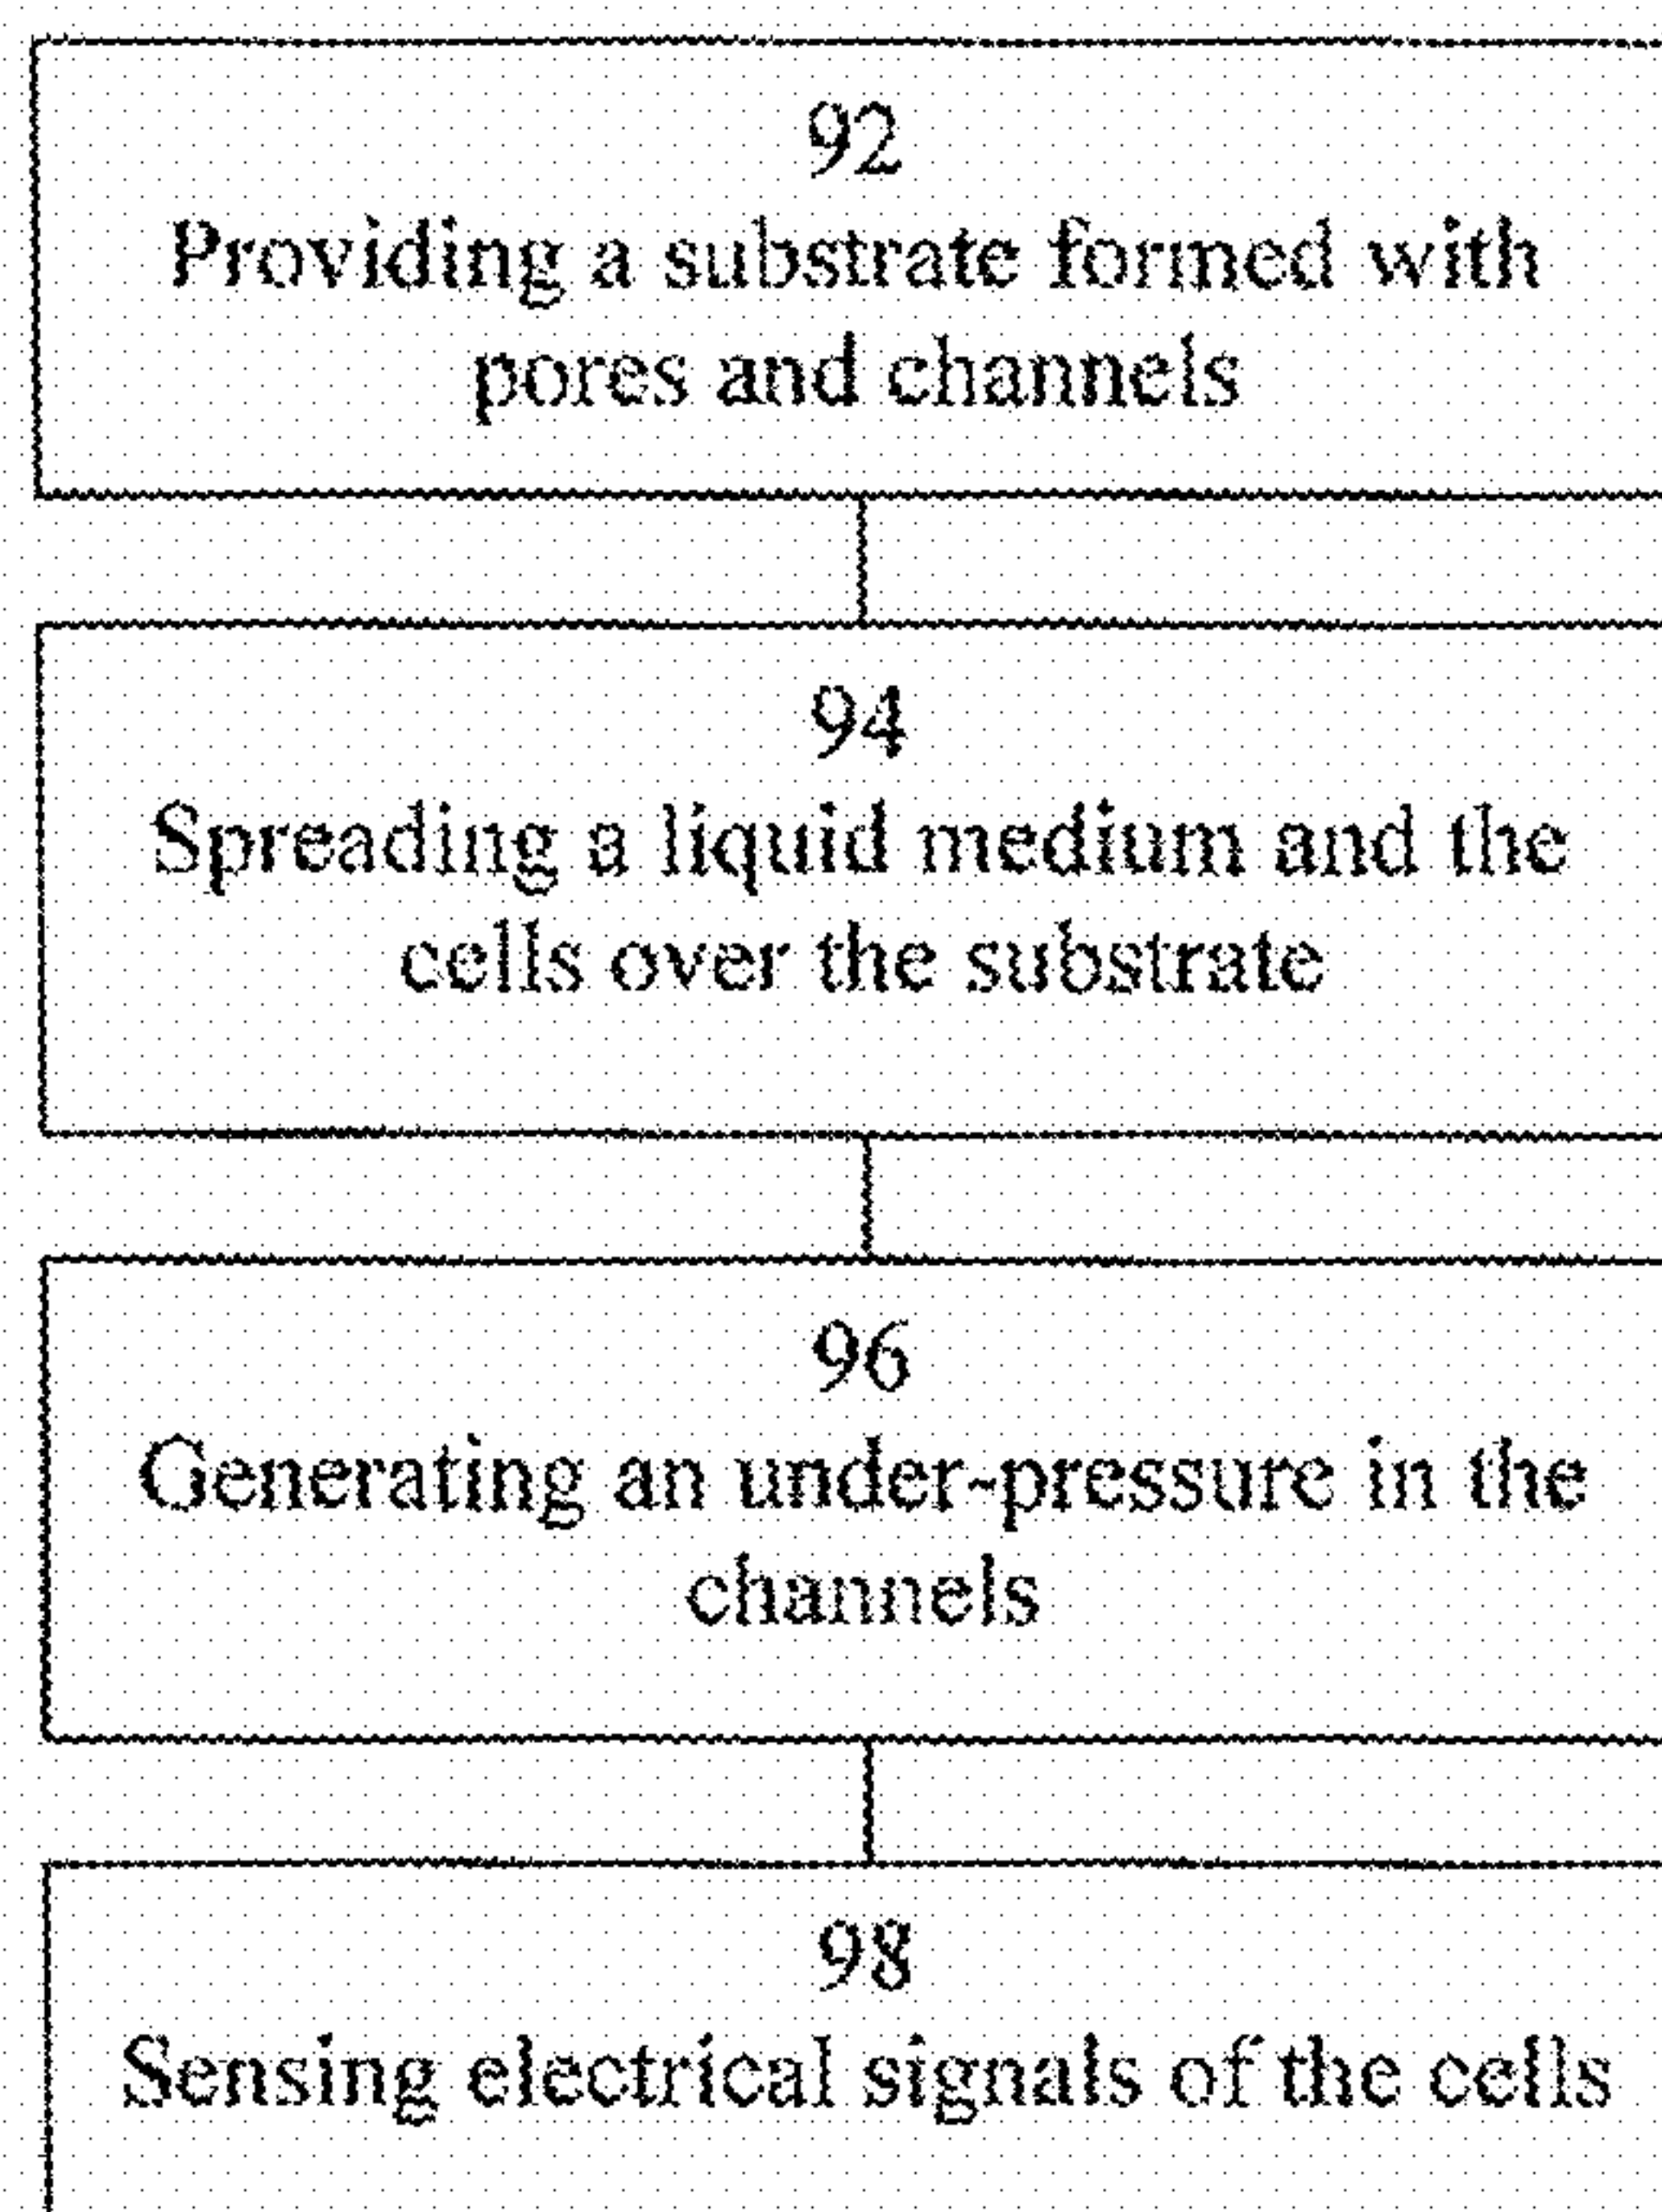 92
Providing a substrate formed with
pores and channels
94
Spreading a liquid medium and the
cells over the substrate
96
Generating an under-pressure in the
channels
98
Sensing electrical signals of the cells